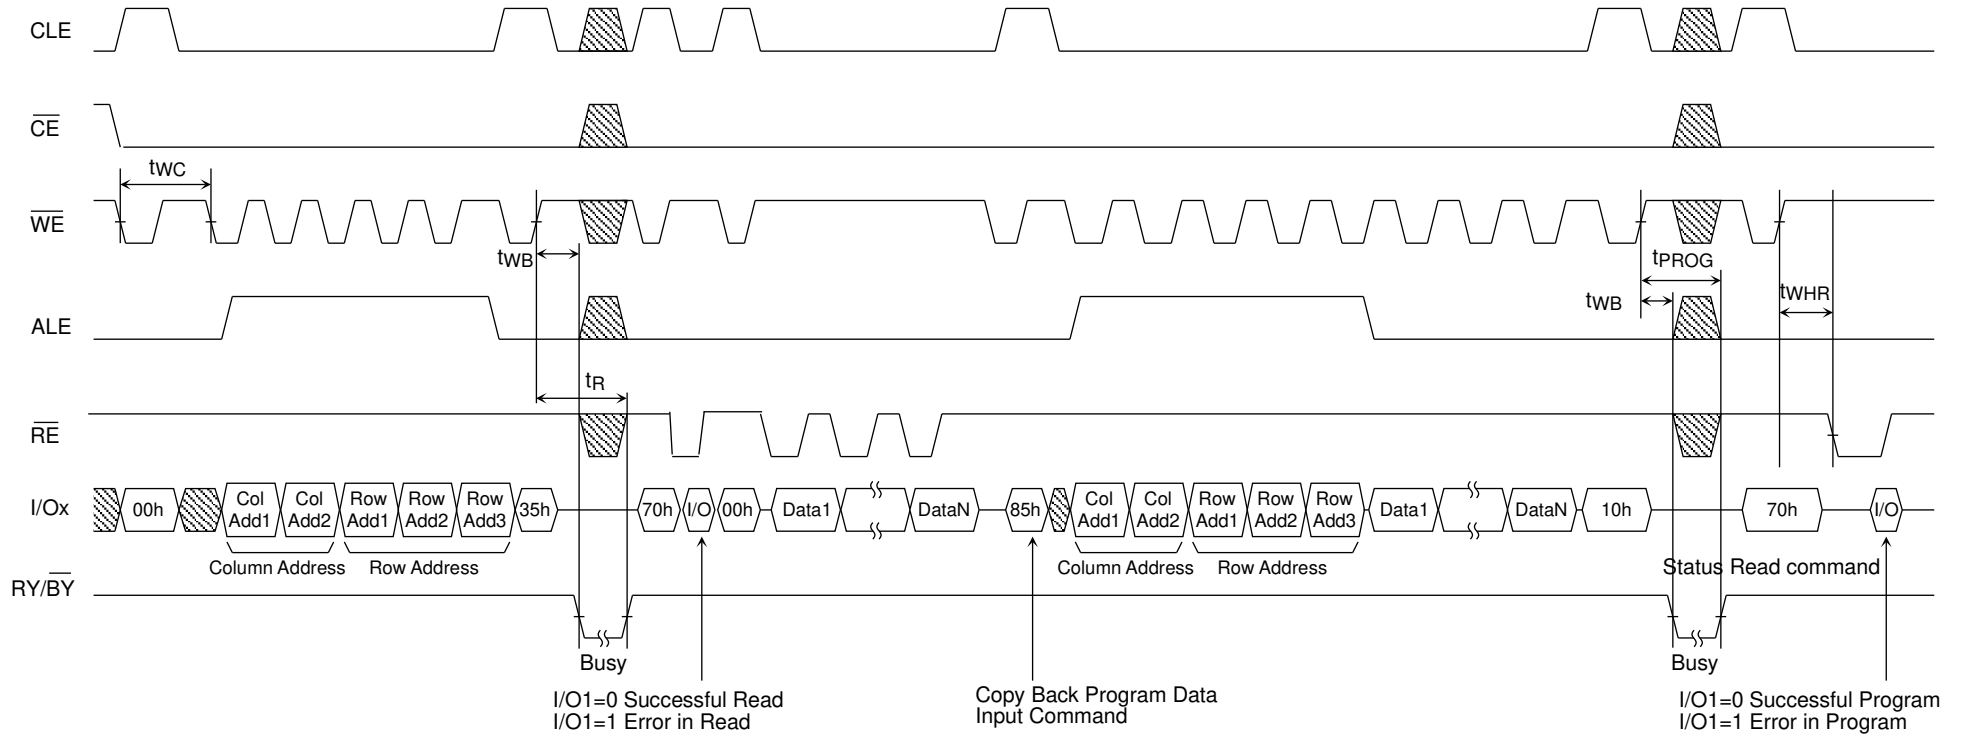 CLE
CE
tWC
WE
tWB
tPROG
tWB
tWHR
ALE
tR
RE
I/Ox
00h
Col Add1
Col Add2
Row Add1
Row Add2
Row Add3
35h
70h
I/O
00h
Data1
DataN
85h
Col Add1
Col Add2
Row Add1
Row Add2
Row Add3
Data1
DataN
10h
70h
I/O
Column Address
Row Address
Column Address
Row Address
Status Read command
RY/BY
Busy
Busy
I/O1=0 Successful Read
I/O1=1 Error in Read
Copy Back Program Data
Input Command
I/O1=0 Successful Program
I/O1=1 Error in Program